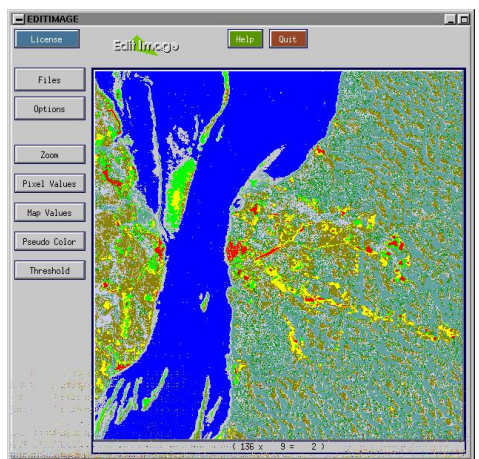 EDITIMAGE
License
EditImage
Help
Quit
Files
Options
Zoom
Pixel Values
Map Values
Pseudo Color
Threshold
( 136 x 9 = 2 )